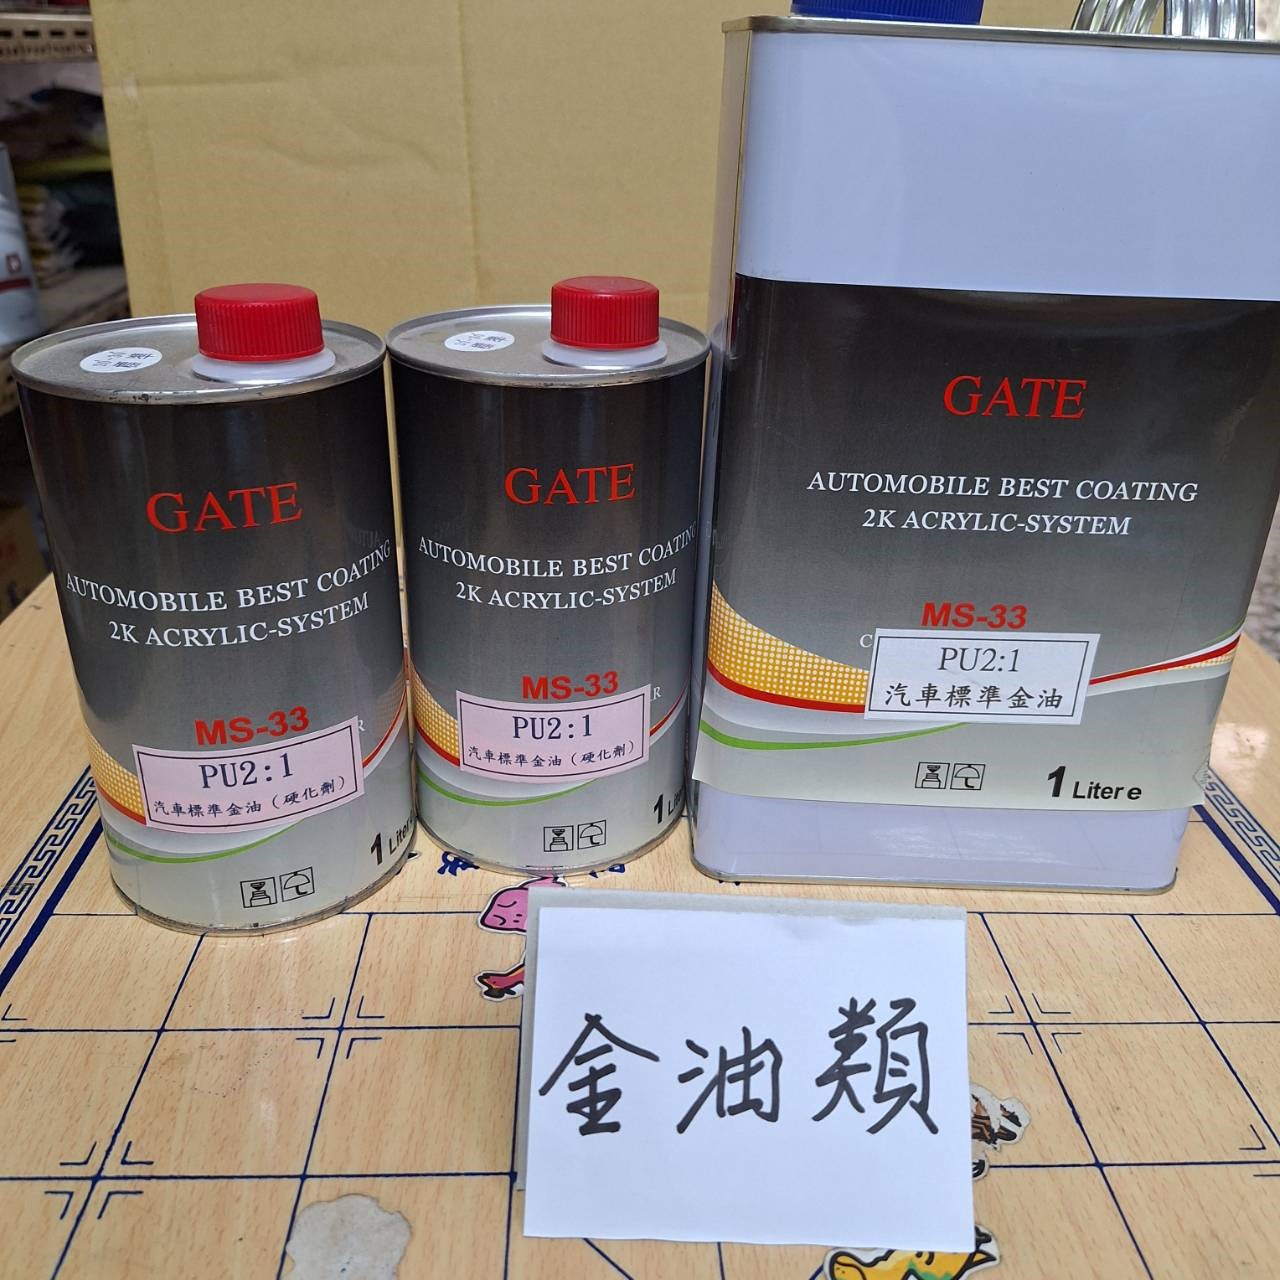 GATE
AUTOMOBILE BEST COATING
2K ACRYLIC-SYSTEM
MS-33
PU2:1
汽車標準金油(硬化劑)
1 Liter
GATE
AUTOMOBILE BEST COATING
2K ACRYLIC-SYSTEM
MS-33
PU2:1
汽車標準金油(硬化劑)
1 Liter
GATE
AUTOMOBILE BEST COATING
2K ACRYLIC-SYSTEM
MS-33
PU2:1
汽車標準金油
1 Liter e
金油類